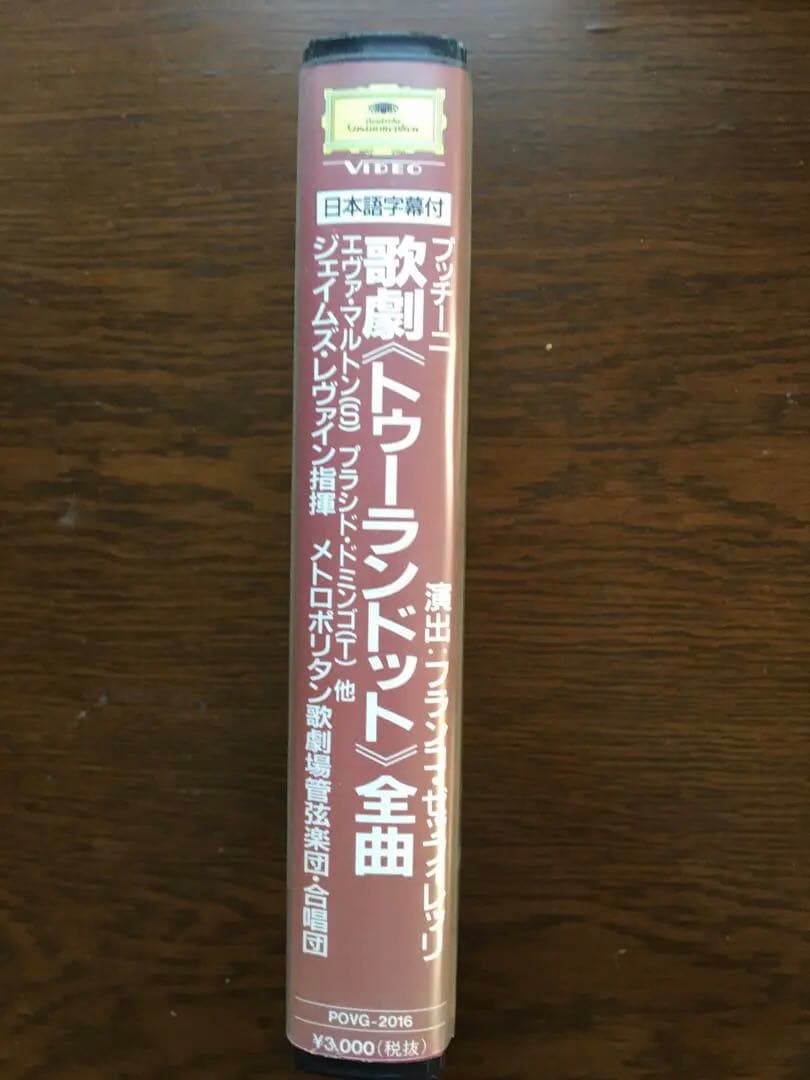 Deutsche
Grammophon
VIDEO
日本語字幕付
プッチーニ
演出:フランコ・ゼッフィレッリ
歌劇《トゥーランドット》全曲
エヴァ・マルトン(S) プラシド・ドミンゴ(T) 他
ジェイムズ・レヴァイン指揮 メトロポリタン歌劇場管弦楽団・合唱団
POVG-2016
¥3,000(税抜)